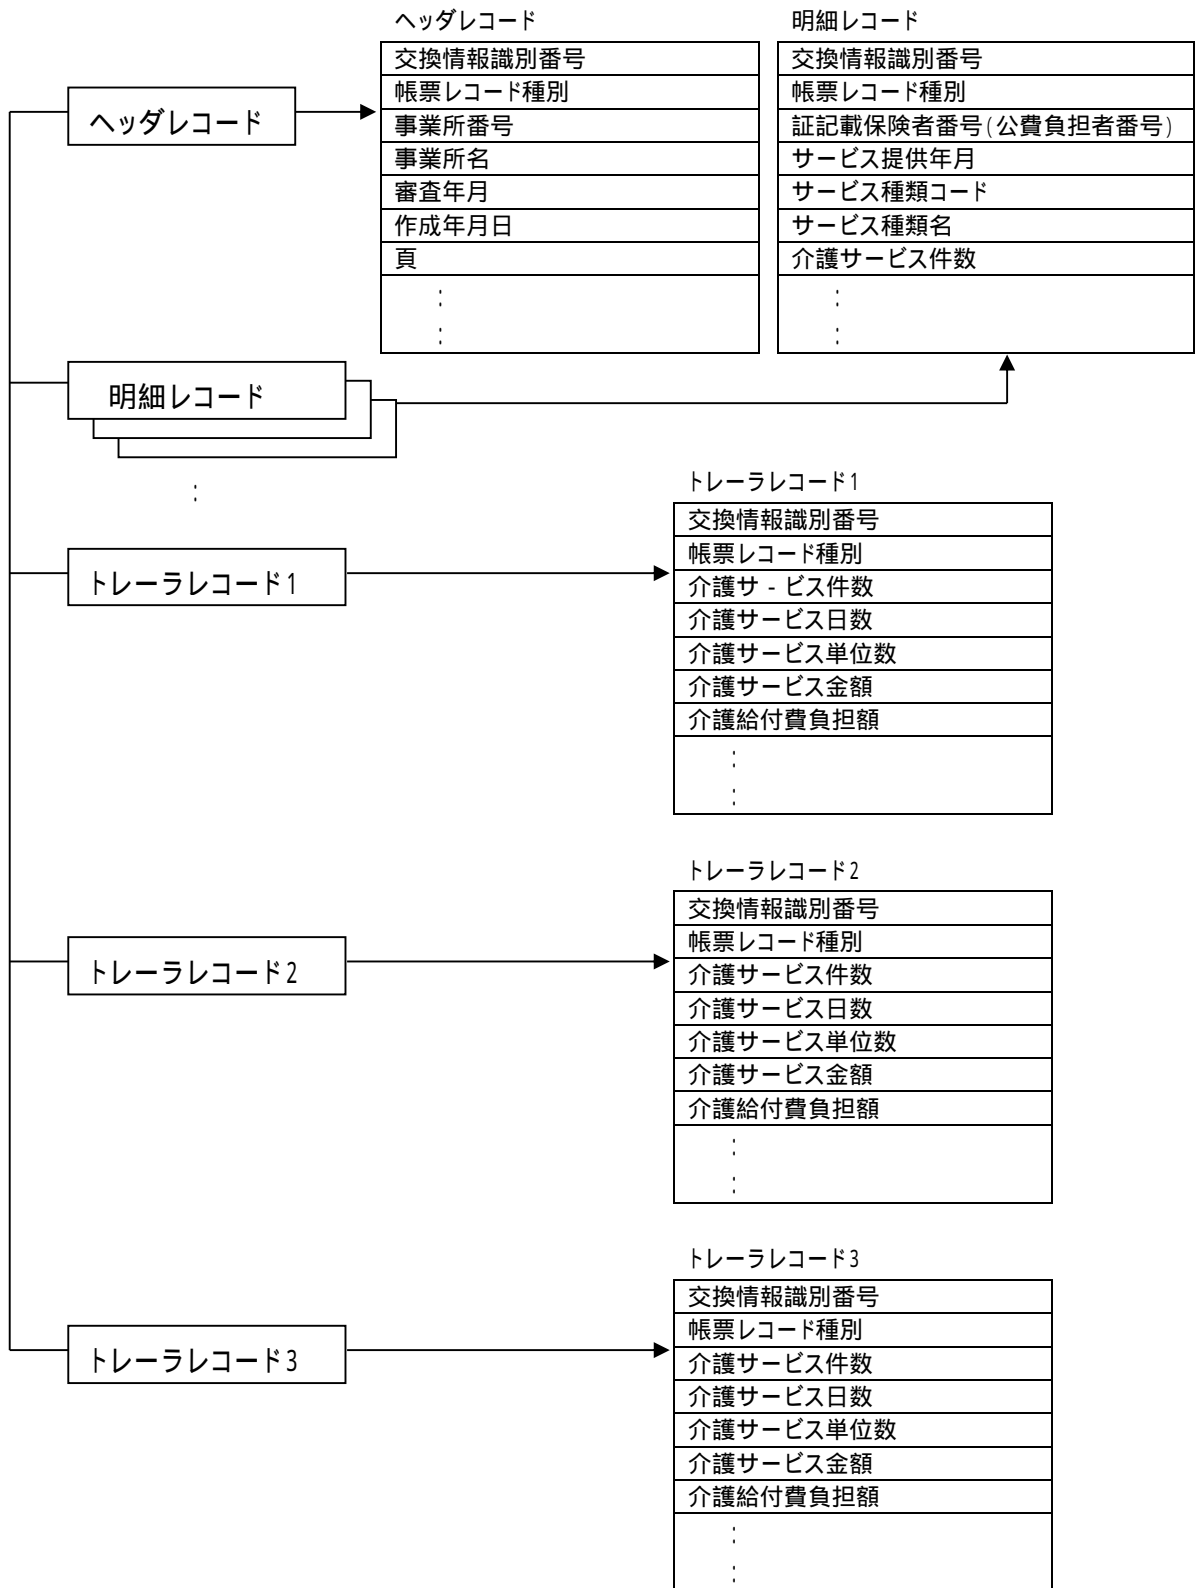 ヘッダレコード
ヘッダレコード
交換情報識別番号
帳票レコード種別
事業所番号
事業所名
審査年月
作成年月日
頁
:
:
明細レコード
交換情報識別番号
帳票レコード種別
証記載保険者番号(公費負担者番号)
サービス提供年月
サービス種類コード
サービス種類名
介護サービス件数
:
:
明細レコード
:
トレーラレコード1
トレーラレコード1
交換情報識別番号
帳票レコード種別
介護サ-ビス件数
介護サービス日数
介護サービス単位数
介護サービス金額
介護給付費負担額
:
:
トレーラレコード2
トレーラレコード2
交換情報識別番号
帳票レコード種別
介護サービス件数
介護サービス日数
介護サービス単位数
介護サービス金額
介護給付費負担額
:
:
トレーラレコード3
トレーラレコード3
交換情報識別番号
帳票レコード種別
介護サービス件数
介護サービス日数
介護サービス単位数
介護サービス金額
介護給付費負担額
:
: